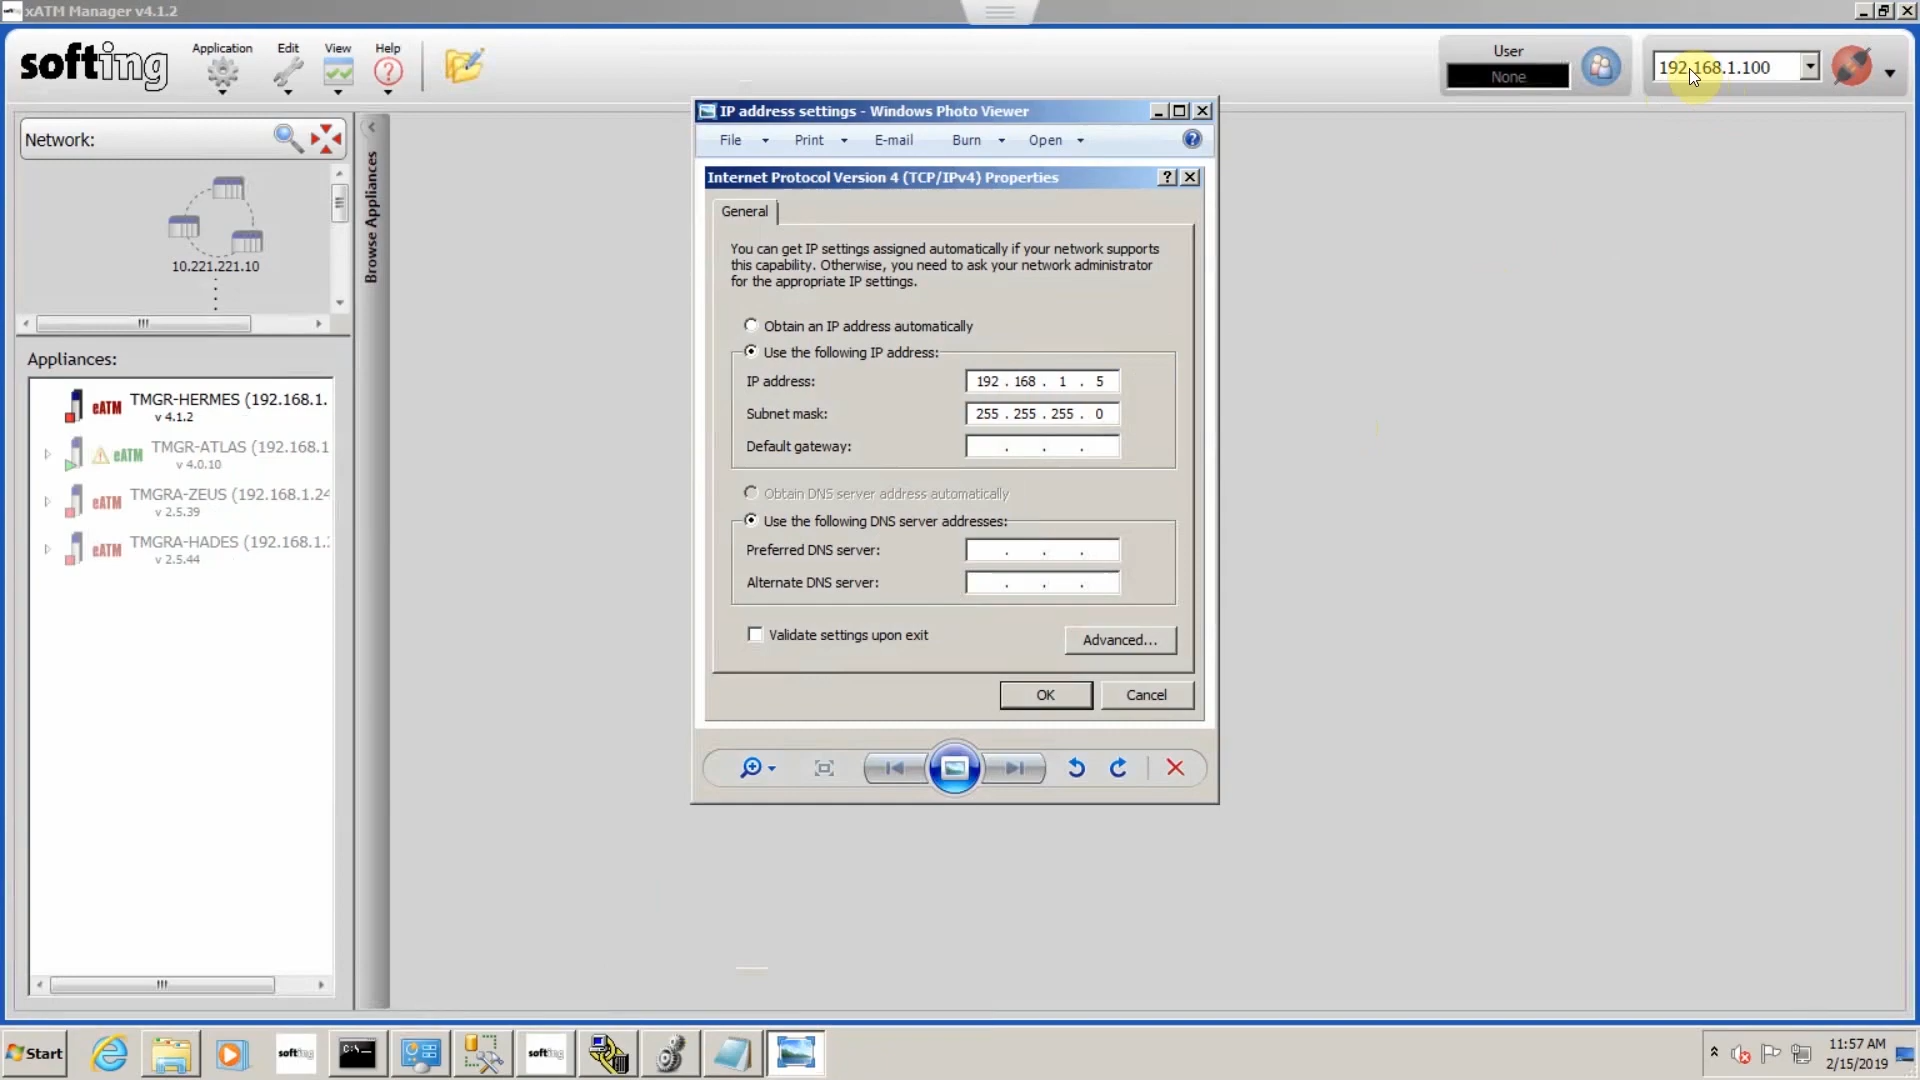 xATM Manager v4.1.2
softing
Application
Edit
View
Help
User
None
192.168.1.100
Network:
10.221.221.10
Browse Appliances
Appliances:
eATM
TMGR-HERMES (192.168.1.
v 4.1.2
eATM
TMGR-ATLAS (192.168.1
v 4.0.10
eATM
TMGRA-ZEUS (192.168.1.24
v 2.5.39
eATM
TMGRA-HADES (192.168.1.
v 2.5.44
IP address settings - Windows Photo Viewer
File
Print
E-mail
Burn
Open
Internet Protocol Version 4 (TCP/IPv4) Properties
General
You can get IP settings assigned automatically if your network supports
this capability. Otherwise, you need to ask your network administrator
for the appropriate IP settings.
Obtain an IP address automatically
Use the following IP address:
IP address:
192 . 168 . 1 . 5
Subnet mask:
255 . 255 . 255 . 0
Default gateway:
. . .
Obtain DNS server address automatically
Use the following DNS server addresses:
Preferred DNS server:
. . .
Alternate DNS server:
. . .
Validate settings upon exit
Advanced...
OK
Cancel
Start
softing
C:\
softing
11:57 AM
2/15/2019